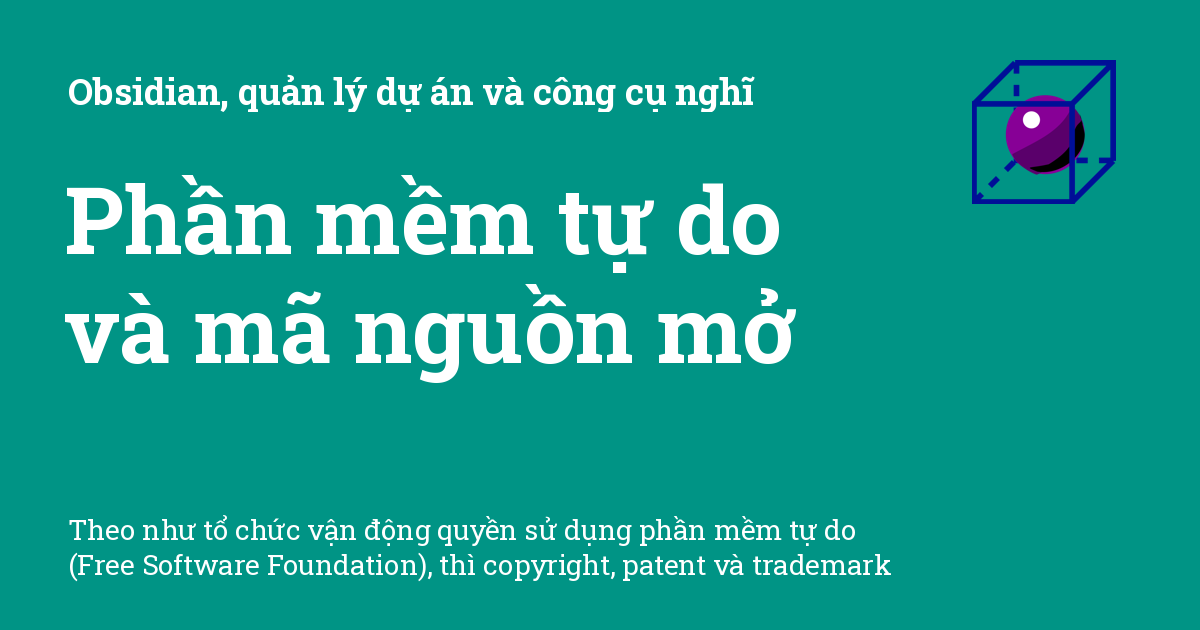 Obsidian, quản lý dự án và công cụ nghĩ
Phần mềm tự do
và mã nguồn mở
Theo như tổ chức vận động quyền sử dụng phần mềm tự do
(Free Software Foundation), thì copyright, patent và trademark